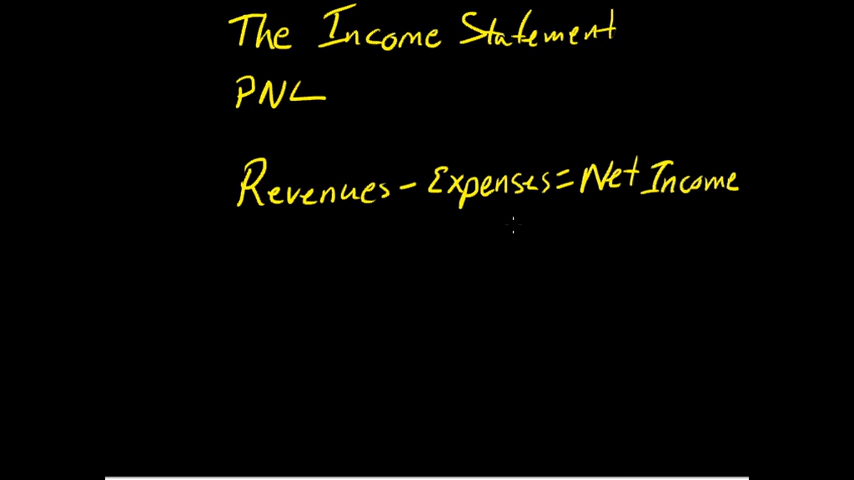 The Income Statement
PNL
Revenues - Expenses = Net Income